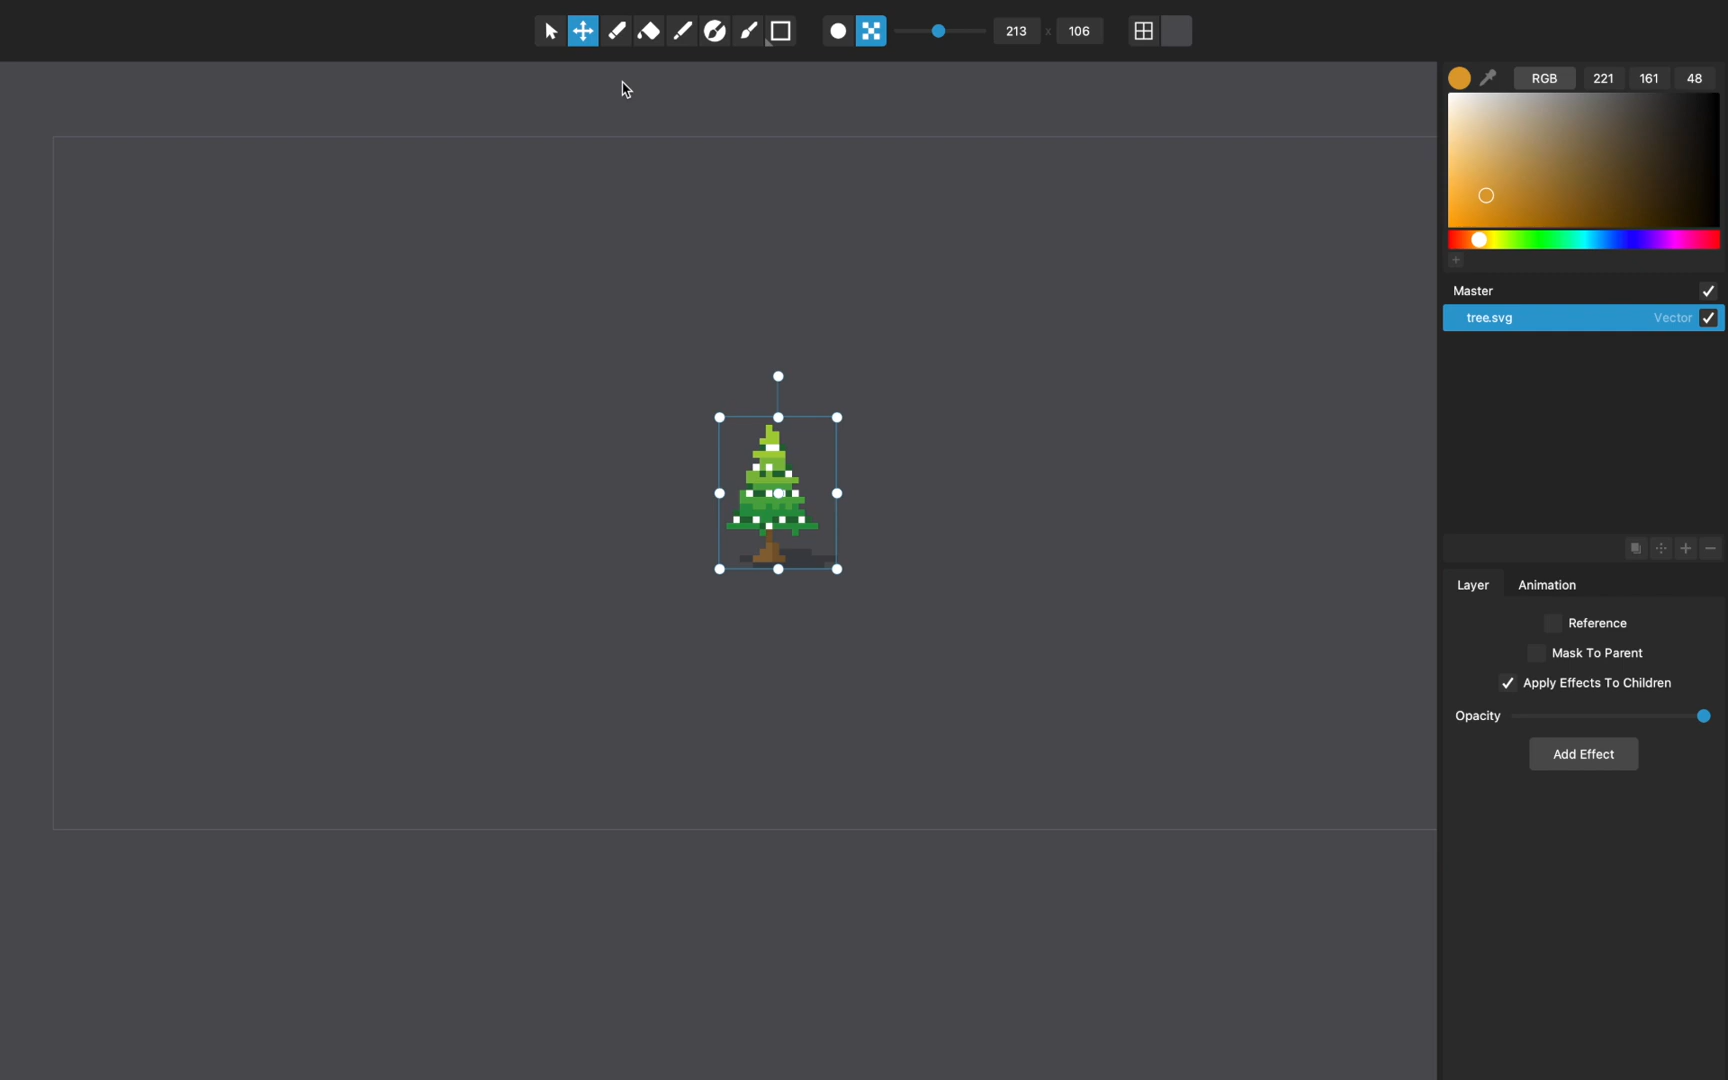 213 x 106
RGB 221 161 48
Master
tree.svg Vector
Layer Animation
Reference
Mask To Parent
Apply Effects To Children
Opacity
Add Effect